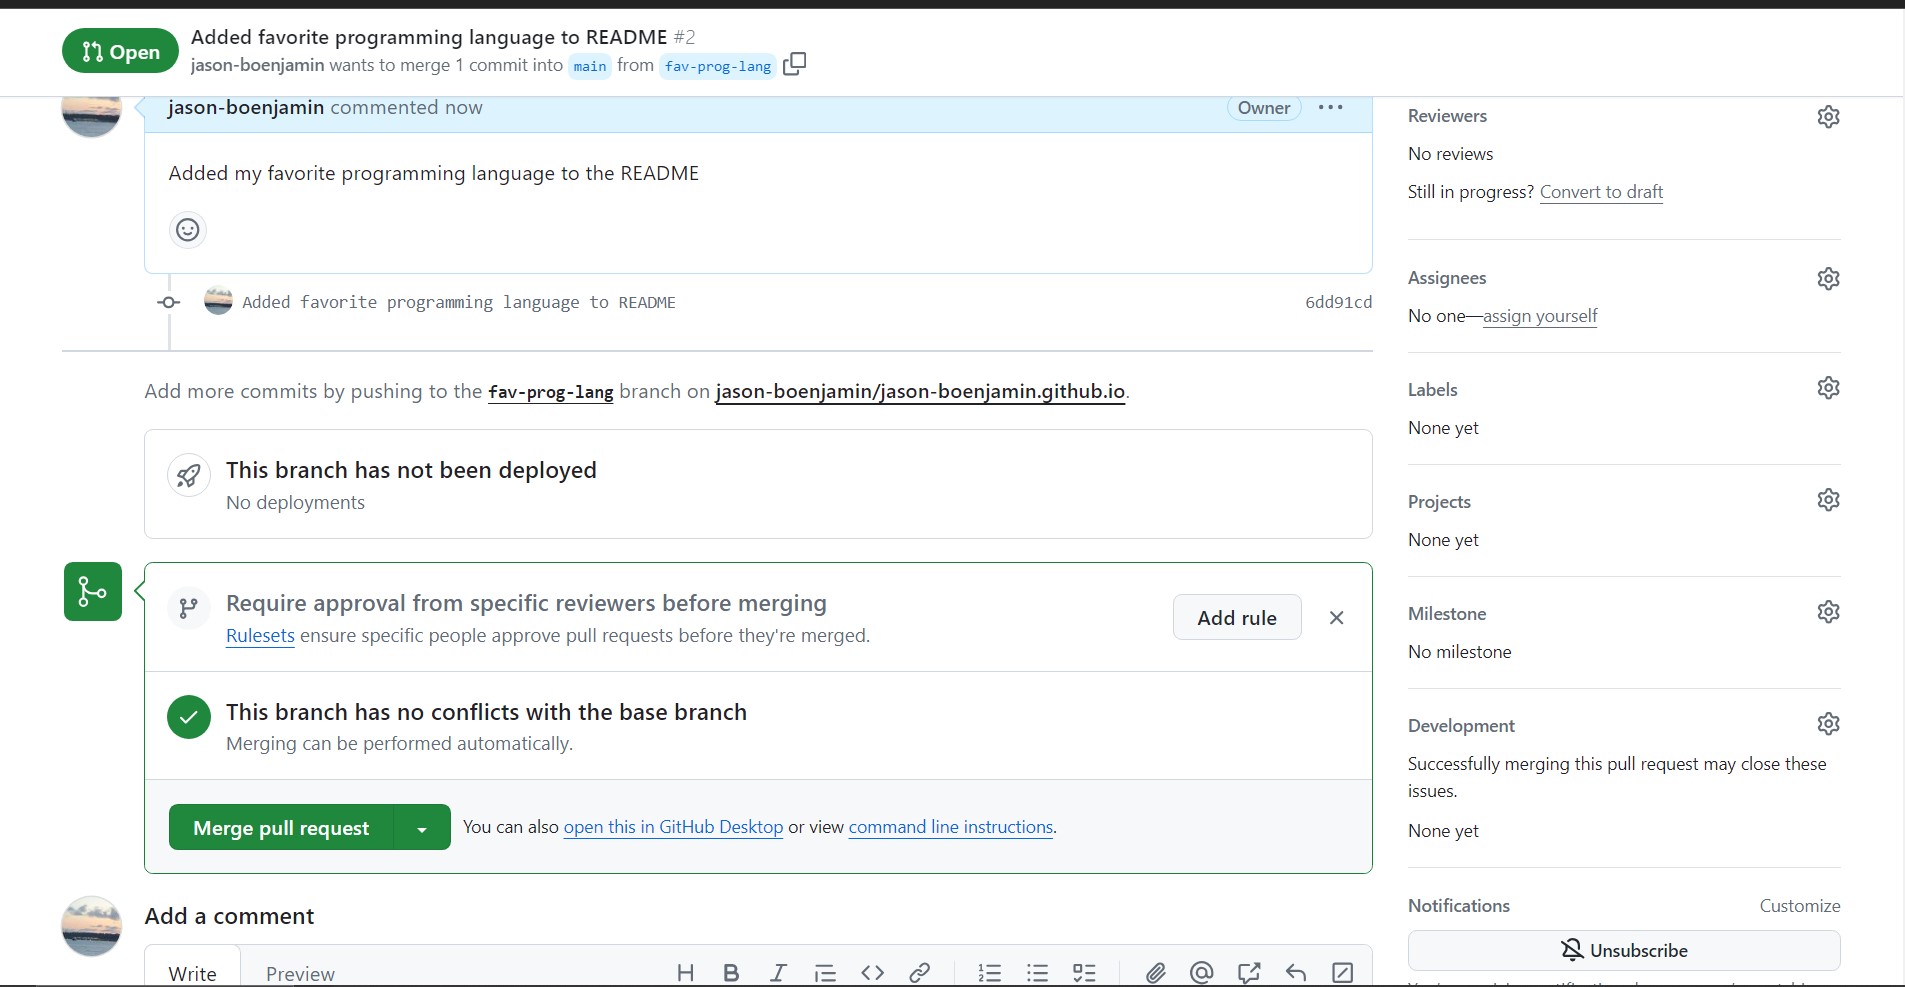 Open
Added favorite programming language to README #2
jason-boenjamin wants to merge 1 commit into main from fav-prog-lang
jason-boenjamin commented now
Owner
Added my favorite programming language to the README
Added favorite programming language to README
6dd91cd
Add more commits by pushing to the fav-prog-lang branch on jason-boenjamin/jason-boenjamin.github.io.
This branch has not been deployed
No deployments
Require approval from specific reviewers before merging
Rulesets ensure specific people approve pull requests before they're merged.
Add rule
This branch has no conflicts with the base branch
Merging can be performed automatically.
Merge pull request
You can also open this in GitHub Desktop or view command line instructions.
Add a comment
Write
Preview
Reviewers
No reviews
Still in progress? Convert to draft
Assignees
No one—assign yourself
Labels
None yet
Projects
None yet
Milestone
No milestone
Development
Successfully merging this pull request may close these
issues.
None yet
Notifications
Customize
Unsubscribe